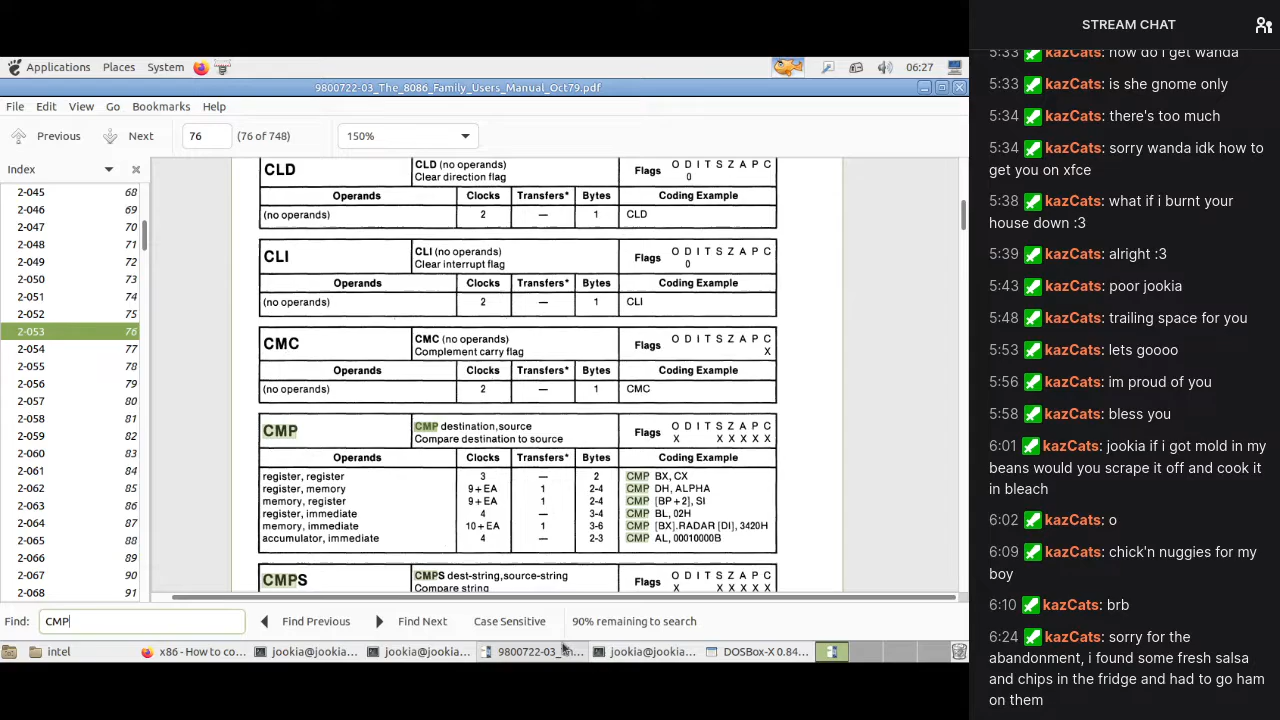 Applications Places System 06:27
9800722-03_The_8086_Family_Users_Manual_Oct79.pdf
File Edit View Go Bookmarks Help
Previous Next 76 (76 of 748) 150%
Index
2-045 68
2-046 69
2-047 70
2-048 71
2-049 72
2-050 73
2-051 74
2-052 75
2-053 76
2-054 77
2-055 78
2-056 79
2-057 80
2-058 81
2-059 82
2-060 83
2-061 84
2-062 85
2-063 86
2-064 87
2-065 88
2-066 89
2-067 90
2-068 91
CLD CLD (no operands) Flags O D I T S Z A P C
Clear direction flag 0
Operands Clocks Transfers* Bytes Coding Example
(no operands) 2 — 1 CLD
CLI CLI (no operands) Flags O D I T S Z A P C
Clear interrupt flag 0
Operands Clocks Transfers* Bytes Coding Example
(no operands) 2 — 1 CLI
CMC CMC (no operands) Flags O D I T S Z A P C
Complement carry flag X
Operands Clocks Transfers* Bytes Coding Example
(no operands) 2 — 1 CMC
CMP CMP destination,source Flags O D I T S Z A P C
Compare destination to source X X X X X X
Operands Clocks Transfers* Bytes Coding Example
register, register 3 — 2 CMP BX, CX
register, memory 9+EA 1 2-4 CMP DH, ALPHA
memory, register 9+EA 1 2-4 CMP [BP+2], SI
register, immediate 4 — 3-4 CMP BL, 02H
memory, immediate 10+EA 1 3-6 CMP [BX].RADAR [DI], 3420H
accumulator, immediate 4 — 2-3 CMP AL, 00010000B
CMPS CMPS dest-string,source-string Flags O D I T S Z A P C
Compare string X X X X X X
Find: CMP Find Previous Find Next Case Sensitive 90% remaining to search
intel x86 - How to co... jookia@jookia... jookia@jookia... 9800722-03_ jookia@jookia... DOSBox-X 0.84...
STREAM CHAT
5:33 kazCats: how do i get wanda
5:33 kazCats: is she gnome only
5:34 kazCats: there's too much
5:34 kazCats: sorry wanda idk how to
get you on xfce
5:38 kazCats: what if i burnt your
house down :3
5:39 kazCats: alright :3
5:43 kazCats: poor jookia
5:48 kazCats: trailing space for you
5:53 kazCats: lets goooo
5:56 kazCats: im proud of you
5:58 kazCats: bless you
6:01 kazCats: jookia if i got mold in my
beans would you scrape it off and cook it
in bleach
6:02 kazCats: o
6:09 kazCats: chick'n nuggies for my
boy
6:10 kazCats: brb
6:24 kazCats: sorry for the
abandonment, i found some fresh salsa
and chips in the fridge and had to go ham
on them